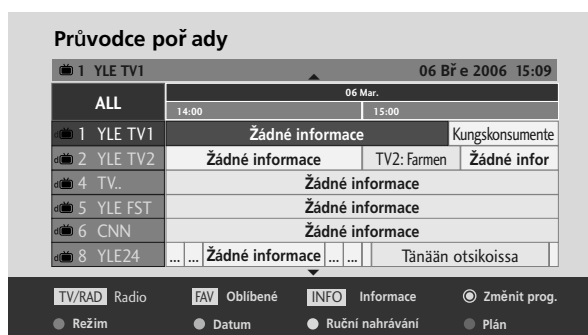 Průvodce poř ady
1 YLE TV1 06 Bř e 2006 15:09
ALL
06 Mar.
14:00 15:00
1 YLE TV1 Žádné informace Kungskonsumente
2 YLE TV2 Žádné informace TV2: Farmen Žádné infor
4 TV.. Žádné informace
5 YLE FST Žádné informace
6 CNN Žádné informace
8 YLE24 ... ... Žádné informace ... ... Tänään otsikoissa
TV/RAD Radio FAV Oblíbené INFO Informace Změnit prog.
Režim Datum Ruční nahrávání Plán